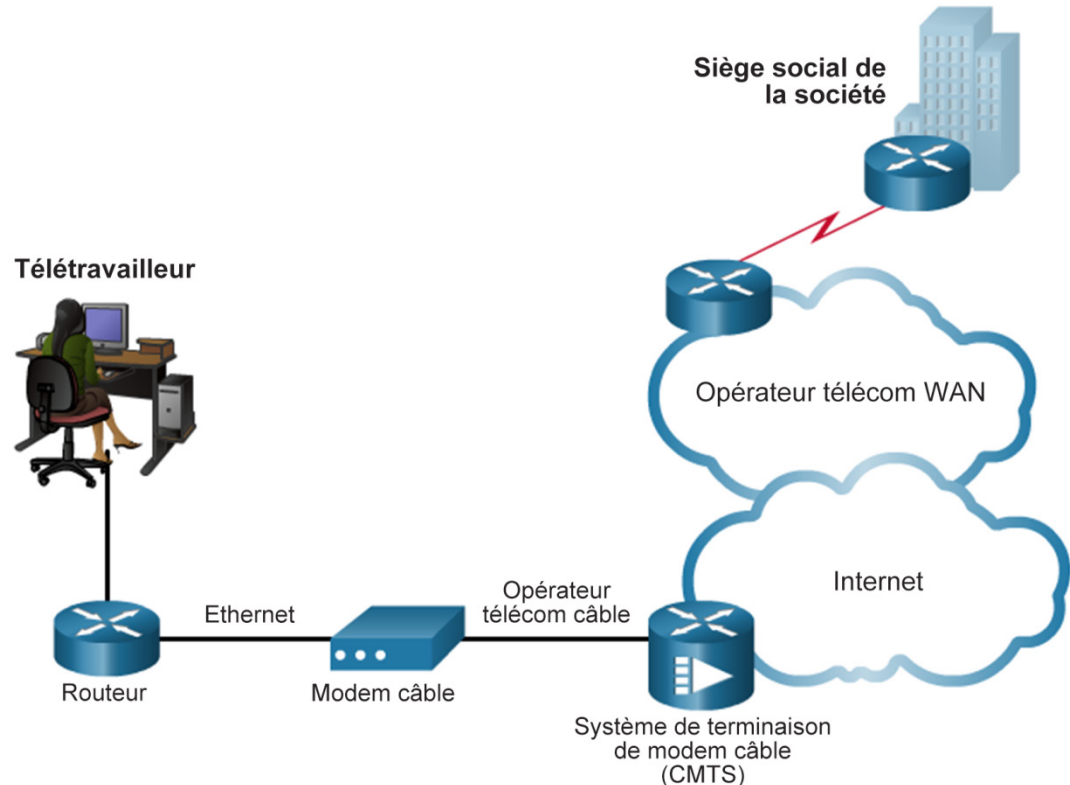 Siège social de
la société
Télétravailleur
Opérateur télécom WAN
Internet
Opérateur
télécom câble
Ethernet
Routeur
Modem câble
Système de terminaison
de modem câble
(CMTS)